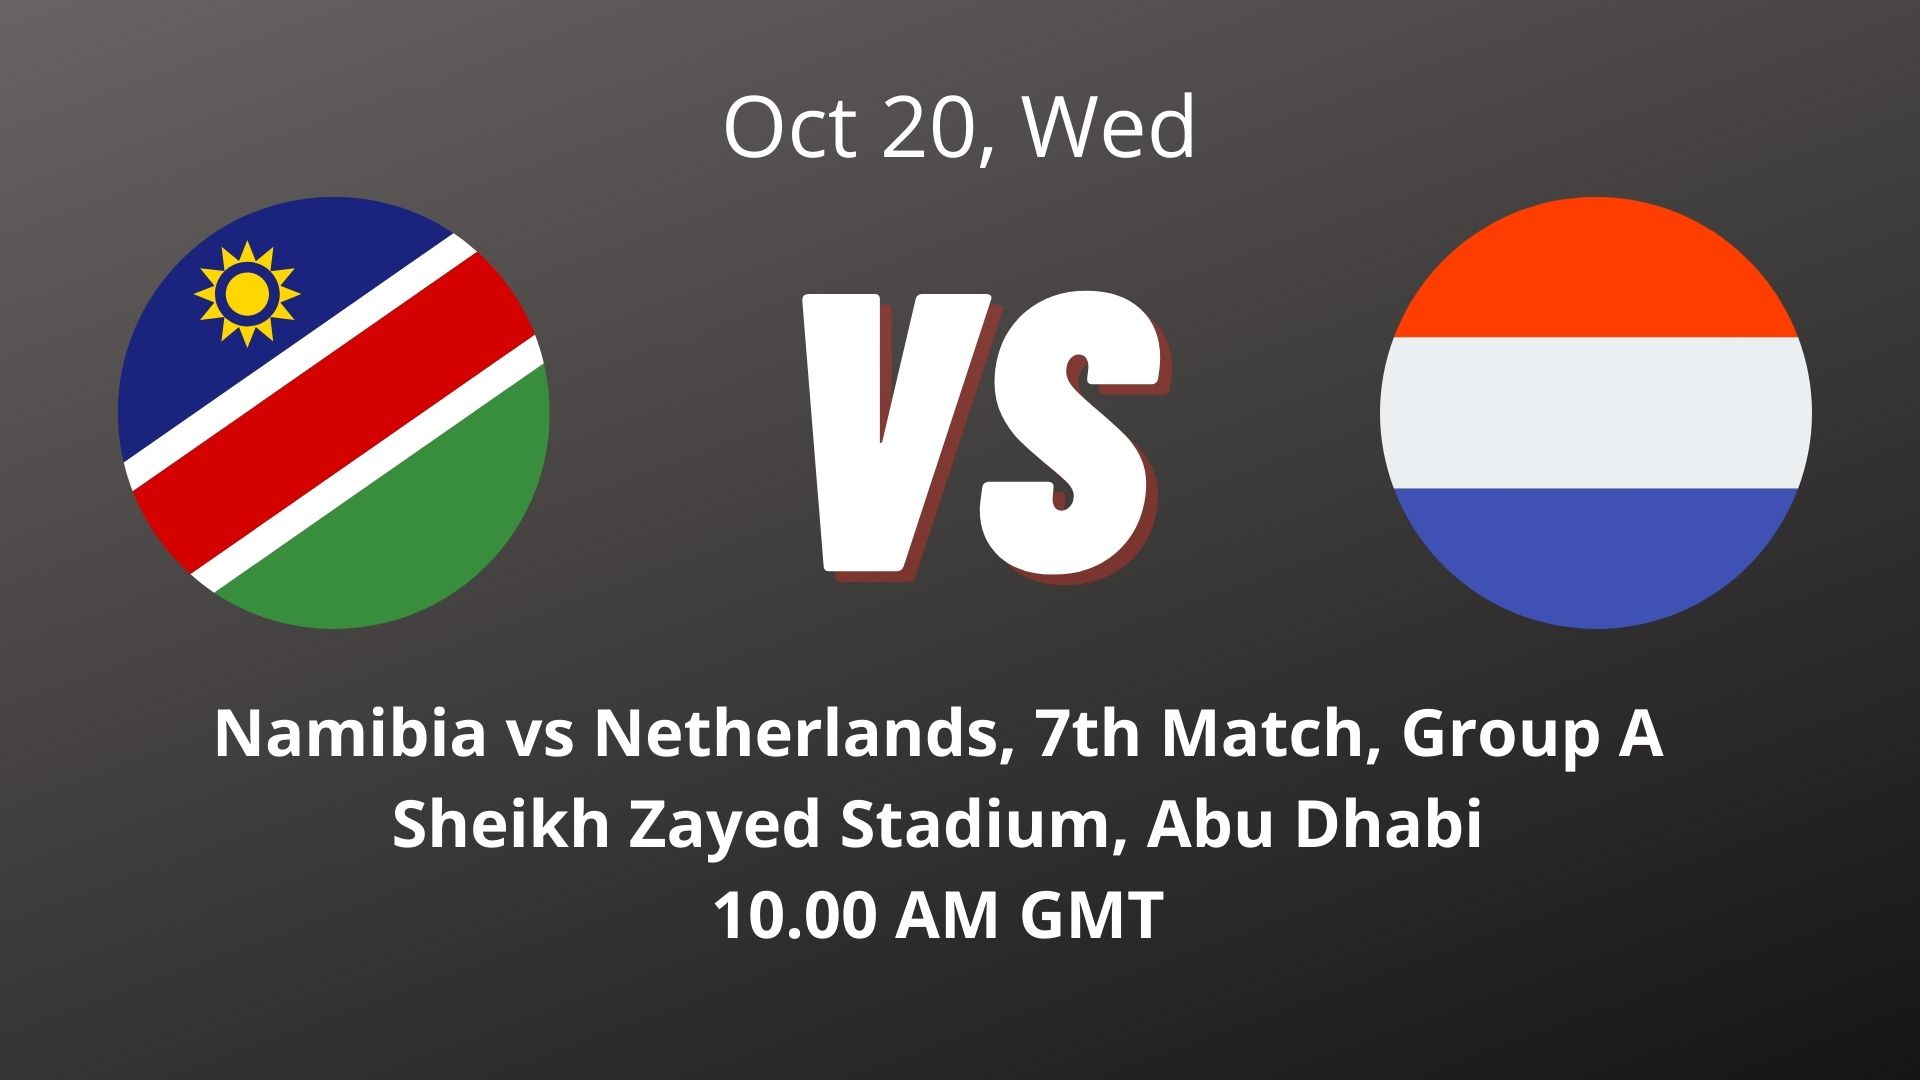 Oct 20, Wed
VS
Namibia vs Netherlands, 7th Match, Group A
Sheikh Zayed Stadium, Abu Dhabi
10.00 AM GMT